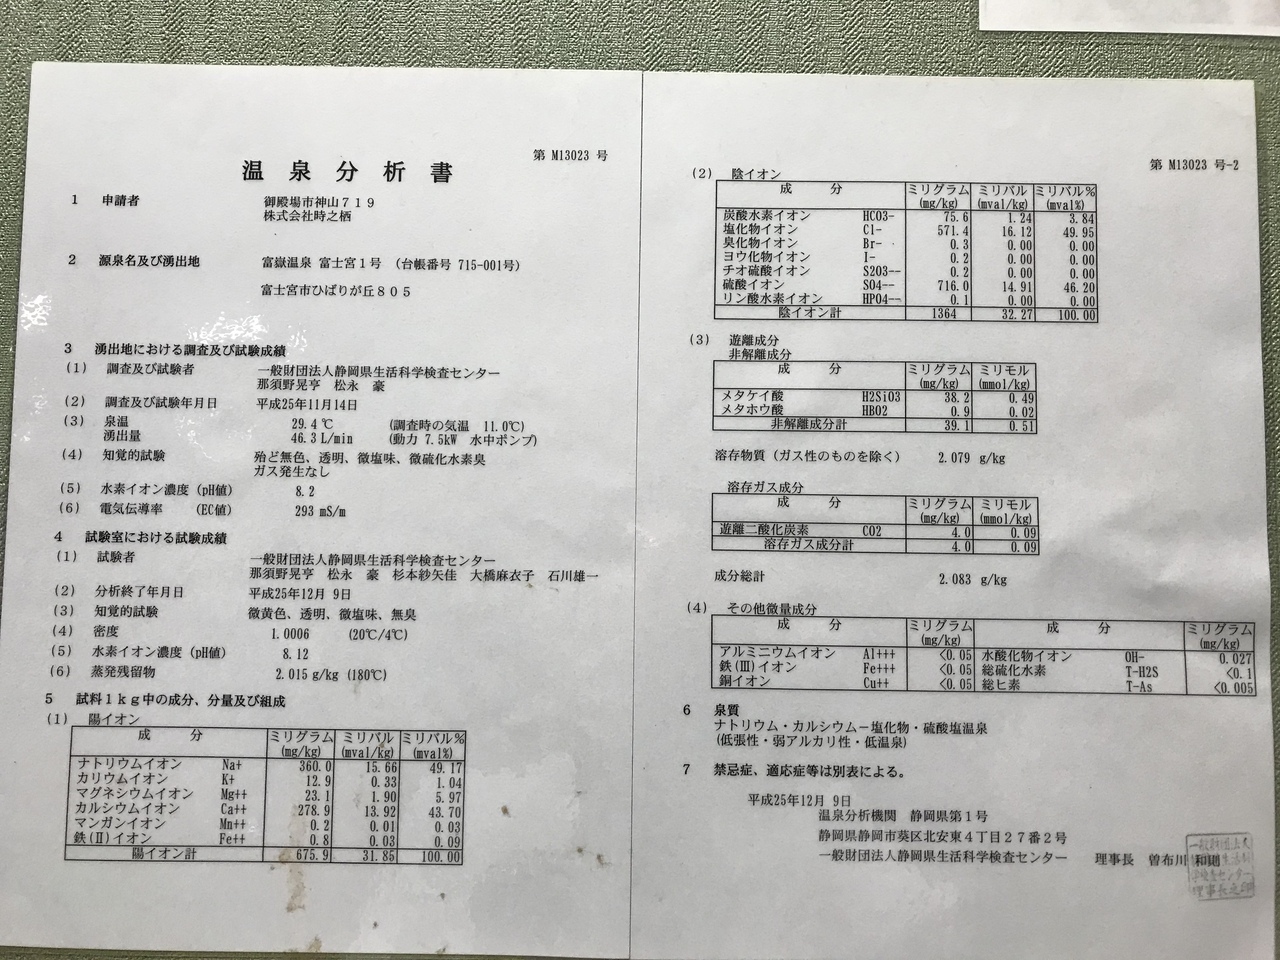 第 M13023 号
温泉分析書
1 申請者 御殿場市神山719
株式会社時之栖
2 源泉名及び湧出地 富嶽温泉 富士宮1号 (台帳番号 715-001号)
富士宮市ひばりが丘805
3 湧出地における調査及び試験成績
(1) 調査及び試験者 一般財団法人静岡県生活科学検査センター
那須野晃亨 松永 豪
(2) 調査及び試験年月日 平成25年11月14日
(3) 泉温 29.4℃ (調査時の気温 11.0℃)
湧出量 46.3 L/min (動力 7.5kW 水中ポンプ)
(4) 知覚的試験 殆ど無色、透明、微塩味、微硫化水素臭
ガス発生なし
(5) 水素イオン濃度 (pH値) 8.2
(6) 電気伝導率 (EC値) 293 mS/m
4 試験室における試験成績
(1) 試験者 一般財団法人静岡県生活科学検査センター
那須野晃亨 松永 豪 杉本紗矢佳 大橋麻衣子 石川雄一
(2) 分析終了年月日 平成25年12月 9日
(3) 知覚的試験 微黄色、透明、微塩味、無臭
(4) 密度 1.0006 (20℃/4℃)
(5) 水素イオン濃度 (pH値) 8.12
(6) 蒸発残留物 2.015 g/kg (180℃)
5 試料1kg中の成分、分量及び組成
(1) 陽イオン
成 分 ミリグラム ミリバル ミリバル%
(mg/kg) (mval/kg) (mval%)
ナトリウムイオン Na+ 360.0 15.66 49.17
カリウムイオン K+ 12.9 0.33 1.04
マグネシウムイオン Mg++ 23.1 1.90 5.97
カルシウムイオン Ca++ 278.9 13.92 43.70
マンガンイオン Mn++ 0.2 0.01 0.03
鉄(Ⅱ)イオン Fe++ 0.8 0.03 0.09
陽イオン計 675.9 31.85 100.00
第 M13023 号-2
(2) 陰イオン
成 分 ミリグラム ミリバル ミリバル%
(mg/kg) (mval/kg) (mval%)
炭酸水素イオン HCO3- 75.6 1.24 3.84
塩化物イオン Cl- 571.4 16.12 49.95
臭化物イオン Br- 0.3 0.00 0.00
ヨウ化物イオン I- 0.2 0.00 0.00
チオ硫酸イオン S2O3-- 0.2 0.00 0.00
硫酸イオン SO4-- 716.0 14.91 46.20
リン酸水素イオン HPO4-- 0.1 0.00 0.00
陰イオン計 1364 32.27 100.00
(3) 遊離成分
非解離成分
成 分 ミリグラム ミリモル
(mg/kg) (mmol/kg)
メタケイ酸 H2SiO3 38.2 0.49
メタホウ酸 HBO2 0.9 0.02
非解離成分計 39.1 0.51
溶存物質 (ガス性のものを除く) 2.079 g/kg
溶存ガス成分
成 分 ミリグラム ミリモル
(mg/kg) (mmol/kg)
遊離二酸化炭素 CO2 4.0 0.09
溶存ガス成分計 4.0 0.09
成分総計 2.083 g/kg
(4) その他微量成分
成 分 ミリグラム 成 分 ミリグラム
(mg/kg) (mg/kg)
アルミニウムイオン Al+++ <0.05 水酸化物イオン OH- 0.027
鉄(Ⅲ)イオン Fe+++ <0.05 総硫化水素 T-H2S <0.1
銅イオン Cu++ <0.05 総ヒ素 T-As <0.005
6 泉質
ナトリウム・カルシウム－塩化物・硫酸塩温泉
(低張性・弱アルカリ性・低温泉)
7 禁忌症、適応症等は別表による。
平成25年12月 9日
温泉分析機関 静岡県第1号
静岡県静岡市葵区北安東4丁目27番2号
一般財団法人静岡県生活科学検査センター 理事長 曽布川 和則
一般財団法人
静岡県生活科
学検査センター
理事長之印